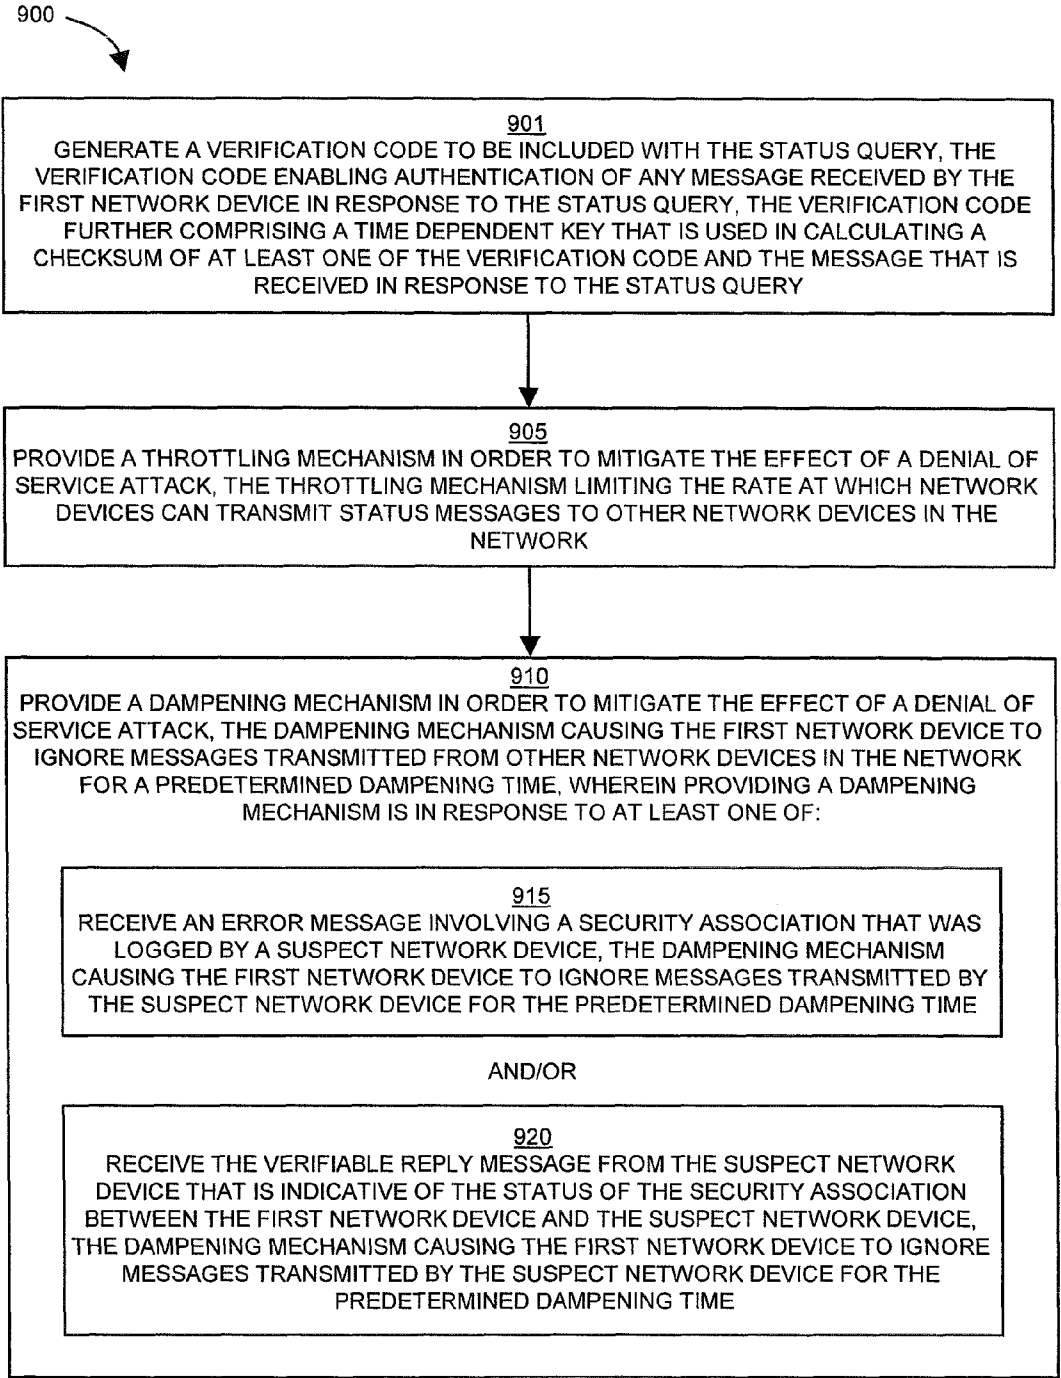 900
901
GENERATE A VERIFICATION CODE TO BE INCLUDED WITH THE STATUS QUERY, THE
VERIFICATION CODE ENABLING AUTHENTICATION OF ANY MESSAGE RECEIVED BY THE
FIRST NETWORK DEVICE IN RESPONSE TO THE STATUS QUERY, THE VERIFICATION CODE
FURTHER COMPRISING A TIME DEPENDENT KEY THAT IS USED IN CALCULATING A
CHECKSUM OF AT LEAST ONE OF THE VERIFICATION CODE AND THE MESSAGE THAT IS
RECEIVED IN RESPONSE TO THE STATUS QUERY
905
PROVIDE A THROTTLING MECHANISM IN ORDER TO MITIGATE THE EFFECT OF A DENIAL OF
SERVICE ATTACK, THE THROTTLING MECHANISM LIMITING THE RATE AT WHICH NETWORK
DEVICES CAN TRANSMIT STATUS MESSAGES TO OTHER NETWORK DEVICES IN THE
NETWORK
910
PROVIDE A DAMPENING MECHANISM IN ORDER TO MITIGATE THE EFFECT OF A DENIAL OF
SERVICE ATTACK, THE DAMPENING MECHANISM CAUSING THE FIRST NETWORK DEVICE TO
IGNORE MESSAGES TRANSMITTED FROM OTHER NETWORK DEVICES IN THE NETWORK
FOR A PREDETERMINED DAMPENING TIME, WHEREIN PROVIDING A DAMPENING
MECHANISM IS IN RESPONSE TO AT LEAST ONE OF:
915
RECEIVE AN ERROR MESSAGE INVOLVING A SECURITY ASSOCIATION THAT WAS
LOGGED BY A SUSPECT NETWORK DEVICE, THE DAMPENING MECHANISM
CAUSING THE FIRST NETWORK DEVICE TO IGNORE MESSAGES TRANSMITTED BY
THE SUSPECT NETWORK DEVICE FOR THE PREDETERMINED DAMPENING TIME
AND/OR
920
RECEIVE THE VERIFIABLE REPLY MESSAGE FROM THE SUSPECT NETWORK
DEVICE THAT IS INDICATIVE OF THE STATUS OF THE SECURITY ASSOCIATION
BETWEEN THE FIRST NETWORK DEVICE AND THE SUSPECT NETWORK DEVICE,
THE DAMPENING MECHANISM CAUSING THE FIRST NETWORK DEVICE TO IGNORE
MESSAGES TRANSMITTED BY THE SUSPECT NETWORK DEVICE FOR THE
PREDETERMINED DAMPENING TIME